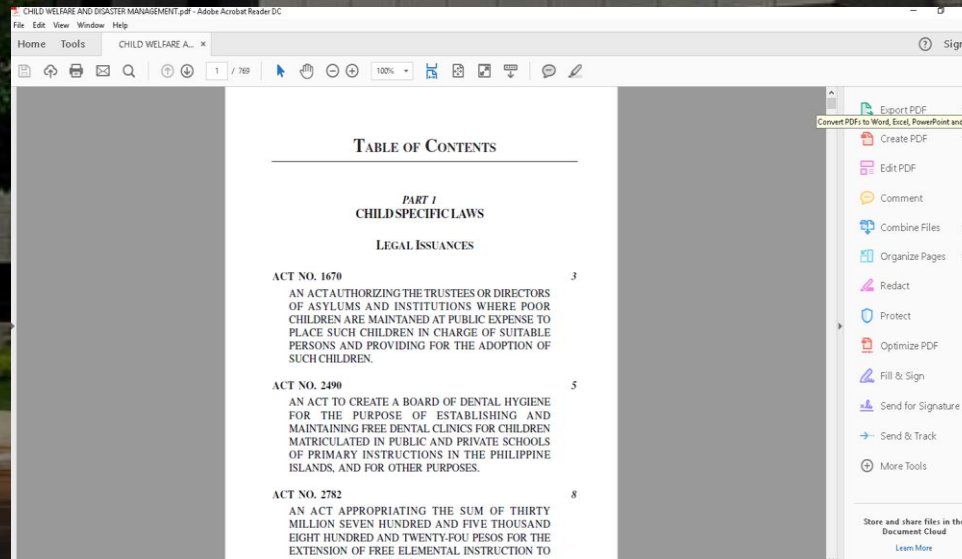 CHILD WELFARE AND DISASTER MANAGEMENT.pdf - Adobe Acrobat Reader DC
File Edit View Window Help
Home Tools CHILD WELFARE A... ×
Sign
1 / 769 100%
Export PDF
Convert PDFs to Word, Excel, PowerPoint and
Create PDF
Edit PDF
Comment
Combine Files
Organize Pages
Redact
Protect
Optimize PDF
Fill & Sign
Send for Signature
Send & Track
More Tools
Store and share files in the
Document Cloud
Learn More
TABLE OF CONTENTS
PART 1
CHILD SPECIFIC LAWS
LEGAL ISSUANCES
ACT NO. 1670 3
AN ACT AUTHORIZING THE TRUSTEES OR DIRECTORS
OF ASYLUMS AND INSTITUTIONS WHERE POOR
CHILDREN ARE MAINTANED AT PUBLIC EXPENSE TO
PLACE SUCH CHILDREN IN CHARGE OF SUITABLE
PERSONS AND PROVIDING FOR THE ADOPTION OF
SUCH CHILDREN.
ACT NO. 2490 5
AN ACT TO CREATE A BOARD OF DENTAL HYGIENE
FOR THE PURPOSE OF ESTABLISHING AND
MAINTAINING FREE DENTAL CLINICS FOR CHILDREN
MATRICULATED IN PUBLIC AND PRIVATE SCHOOLS
OF PRIMARY INSTRUCTIONS IN THE PHILIPPINE
ISLANDS, AND FOR OTHER PURPOSES.
ACT NO. 2782 8
AN ACT APPROPRIATING THE SUM OF THIRTY
MILLION SEVEN HUNDRED AND FIVE THOUSAND
EIGHT HUNDRED AND TWENTY-FOU PESOS FOR THE
EXTENSION OF FREE ELEMENTAL INSTRUCTION TO